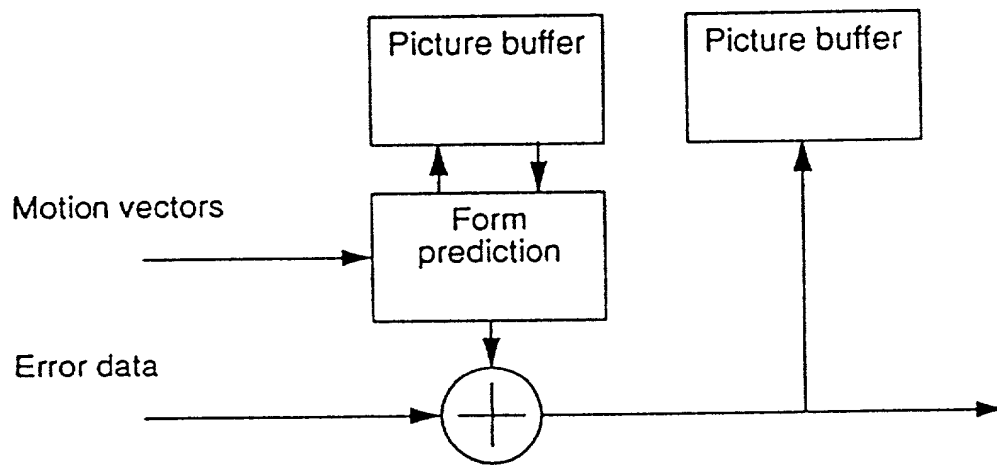 Picture buffer
Picture buffer
Motion vectors
Form
prediction
Error data